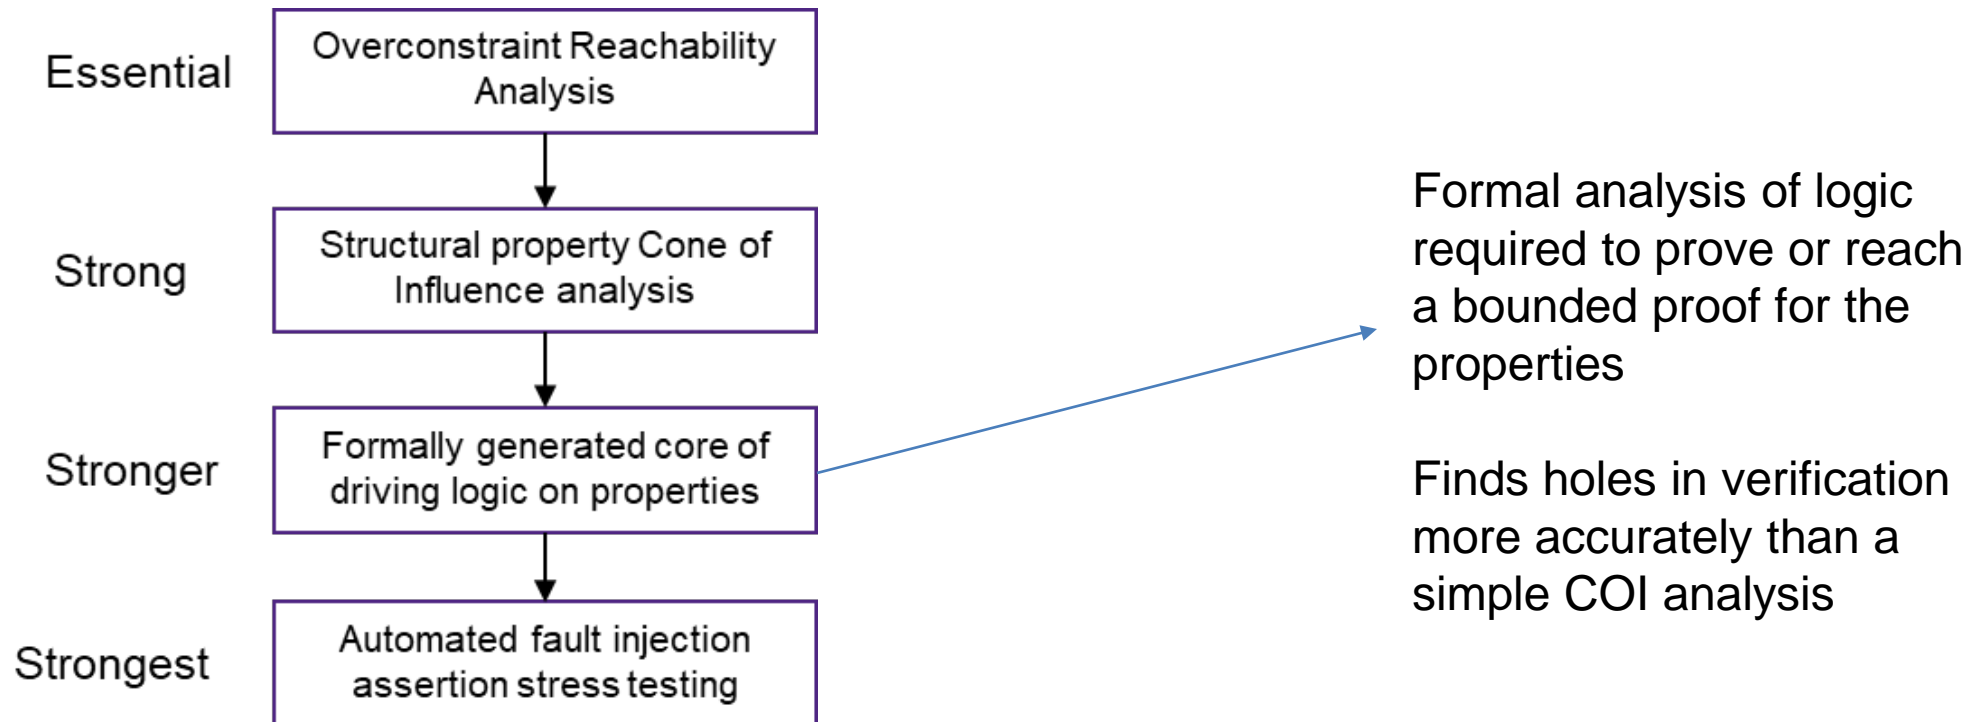 Essential
Overconstraint Reachability
Analysis
Strong
Structural property Cone of
Influence analysis
Stronger
Formally generated core of
driving logic on properties
Strongest
Automated fault injection
assertion stress testing
Formal analysis of logic
required to prove or reach
a bounded proof for the
properties
Finds holes in verification
more accurately than a
simple COI analysis